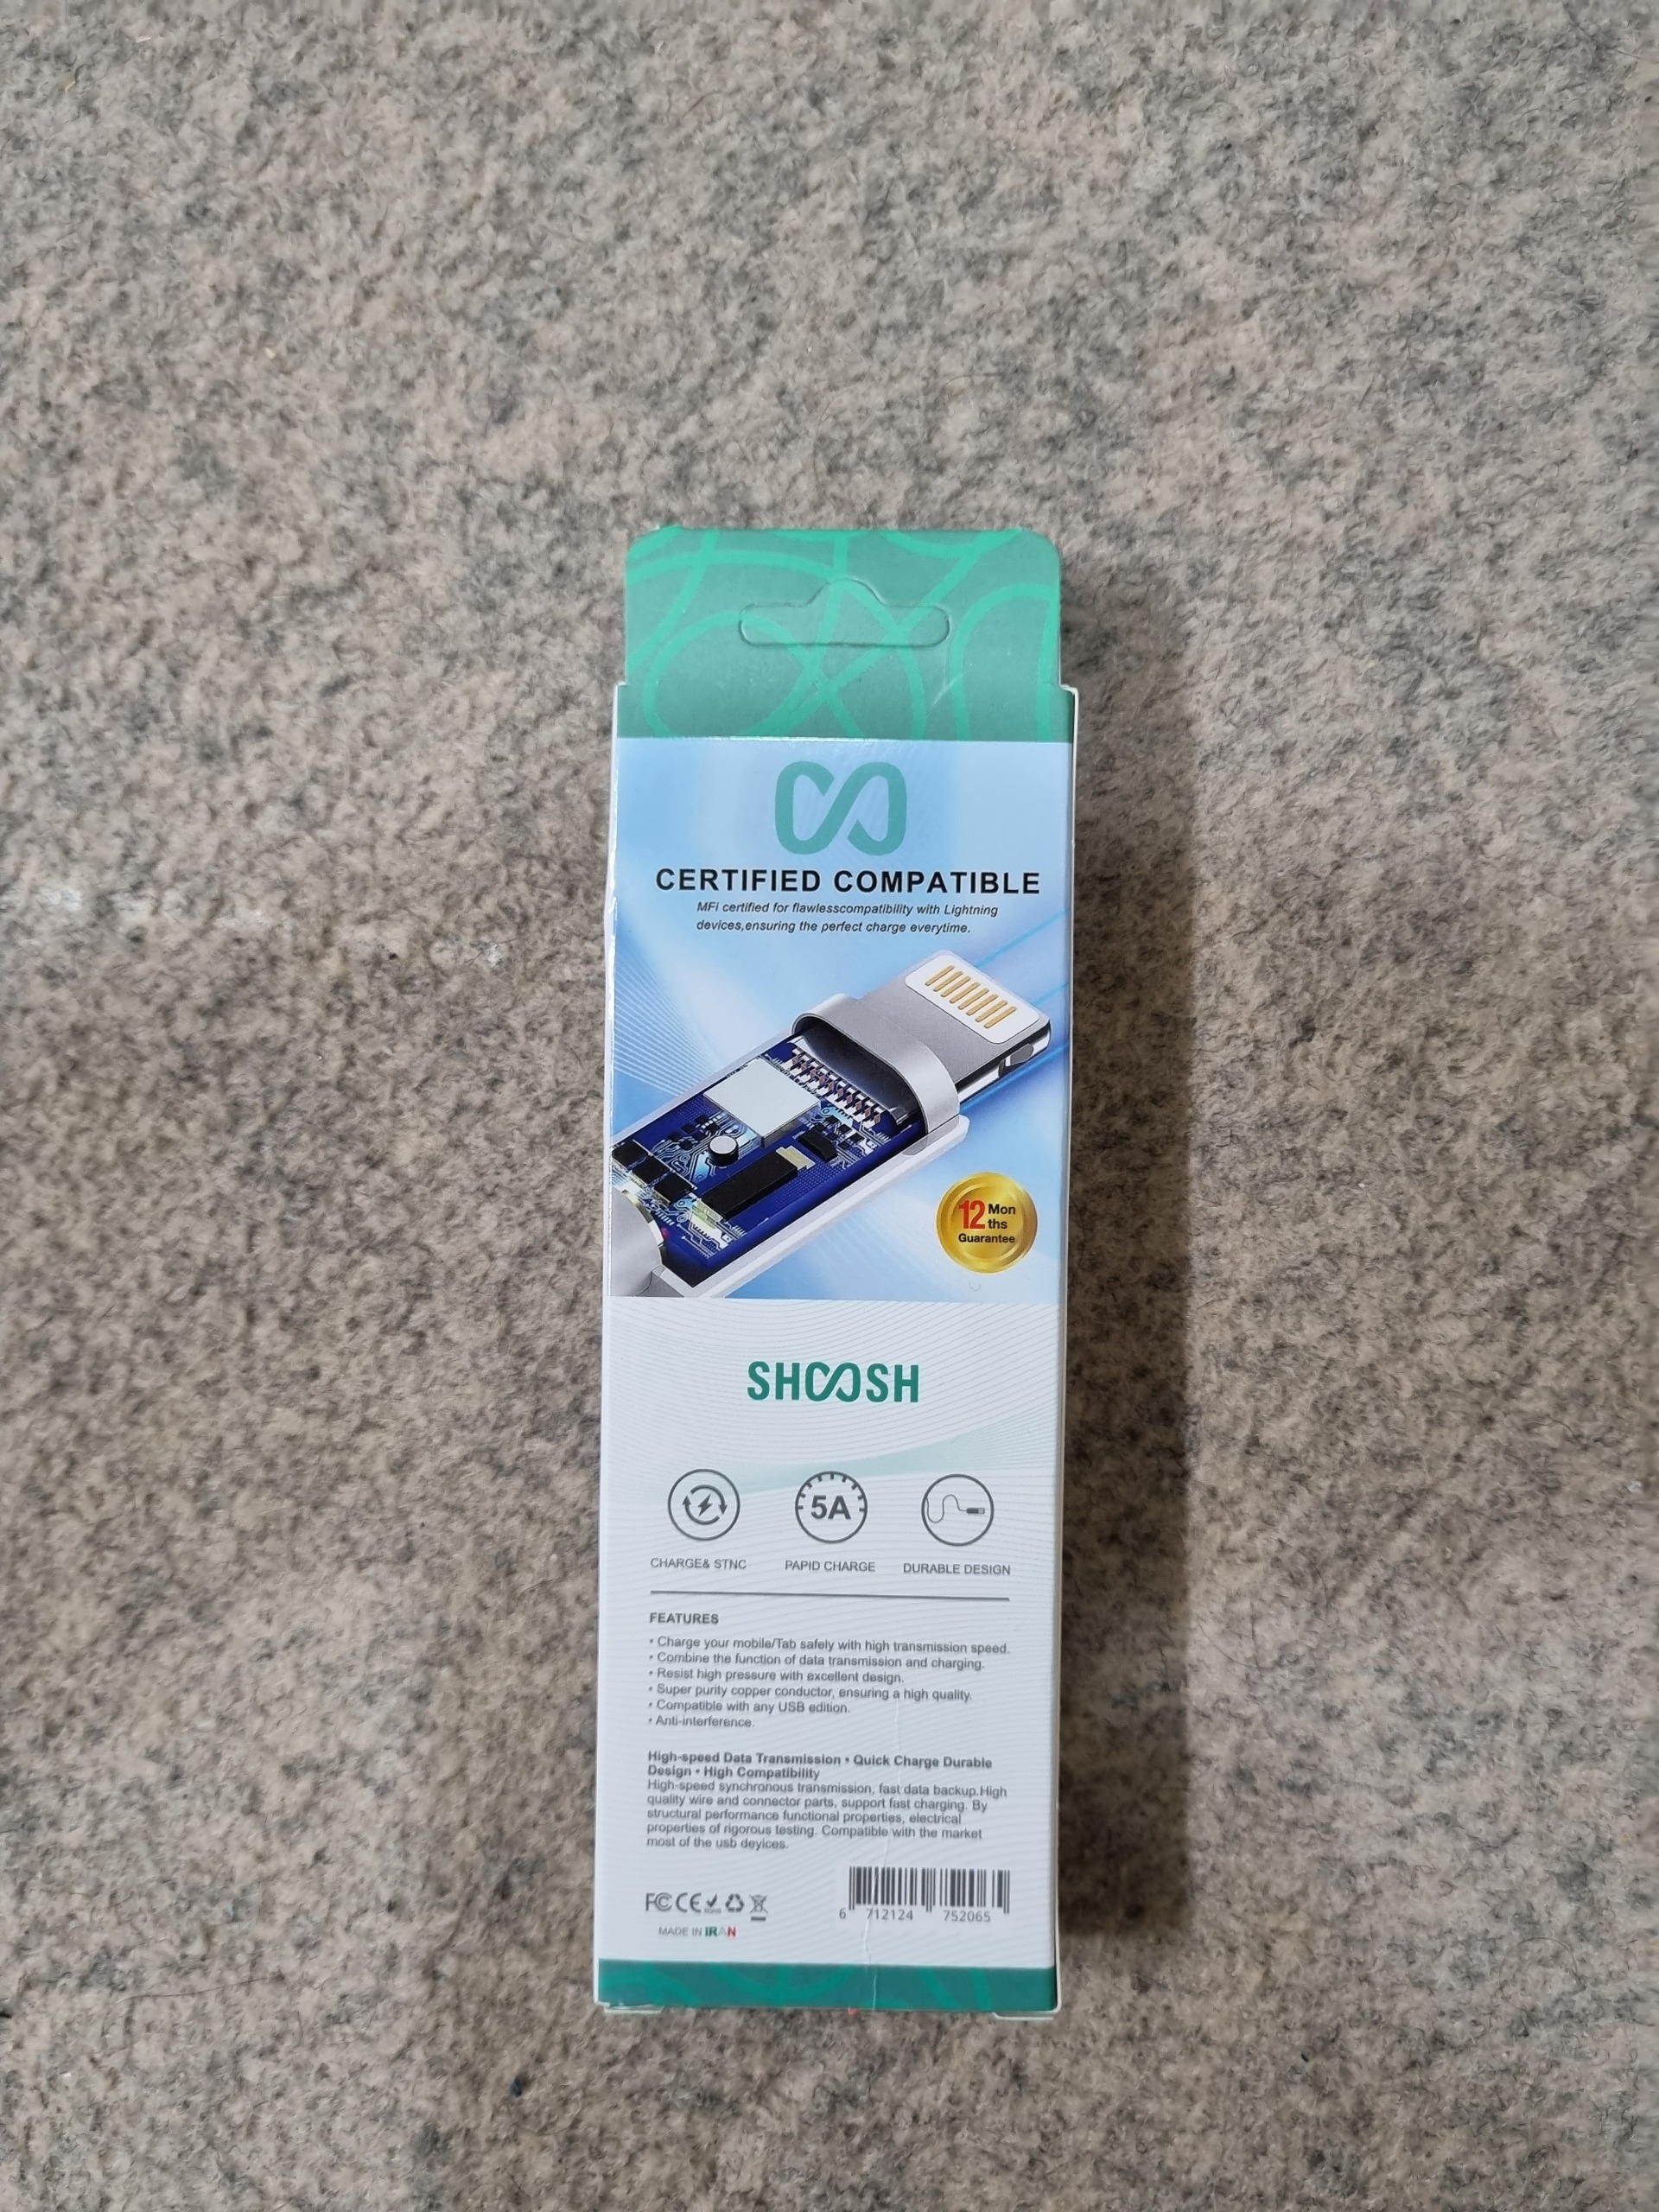 CERTIFIED COMPATIBLE
MFi certified for flawlesscompatibility with Lightning
devices,ensuring the perfect charge everytime.
12 Mon
ths
Guarantee
SHOOSH
5A
CHARGE& STNC
PAPID CHARGE
DURABLE DESIGN
FEATURES
• Charge your mobile/Tab safely with high transmission speed.
• Combine the function of data transmission and charging.
• Resist high pressure with excellent design.
• Super purity copper conductor, ensuring a high quality.
• Compatible with any USB edition.
• Anti-interference.
High-speed Data Transmission • Quick Charge Durable
Design • High Compatibility
High-speed synchronous transmission, fast data backup.High
quality wire and connector parts, support fast charging. By
structural performance functional properties, electrical
properties of rigorous testing. Compatible with the market
most of the usb devices.
FC CE
MADE IN IRAN
6 712124 752065